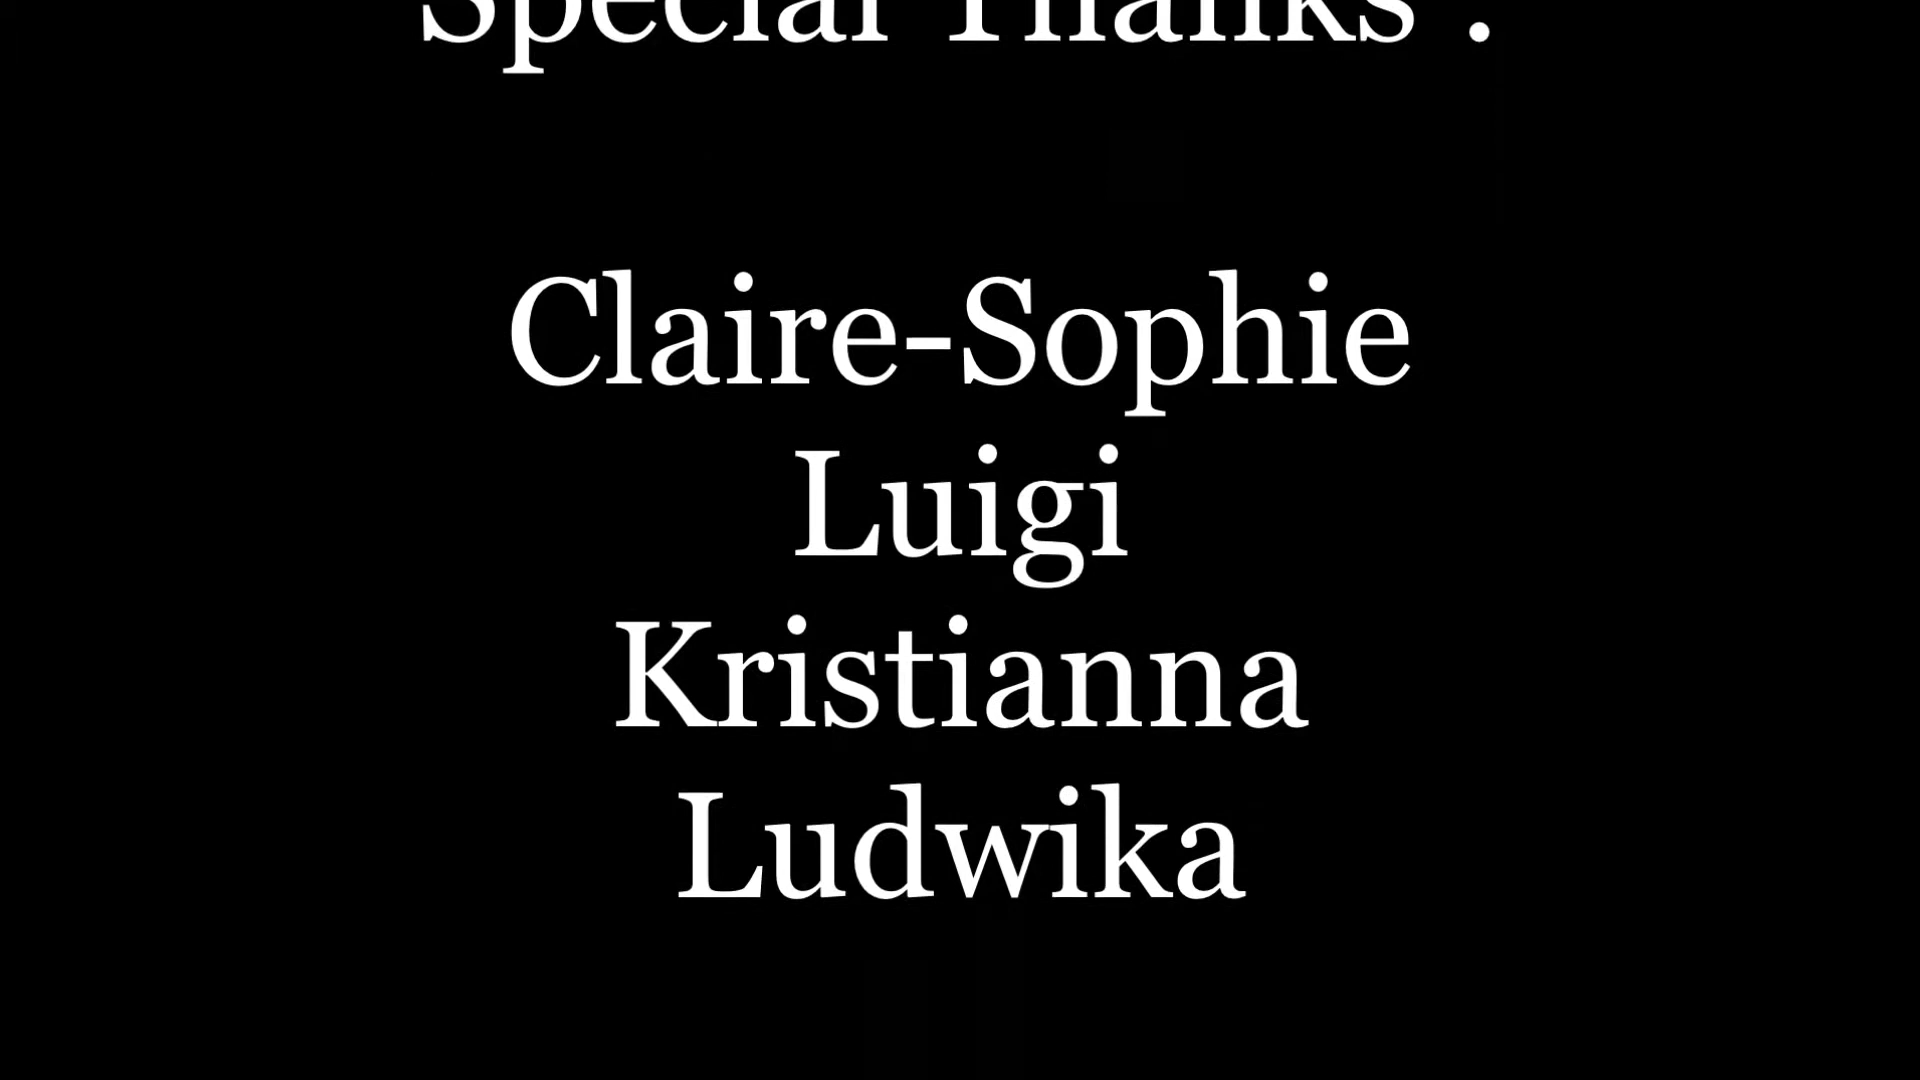 Special Thanks :
Claire-Sophie
Luigi
Kristianna
Ludwika